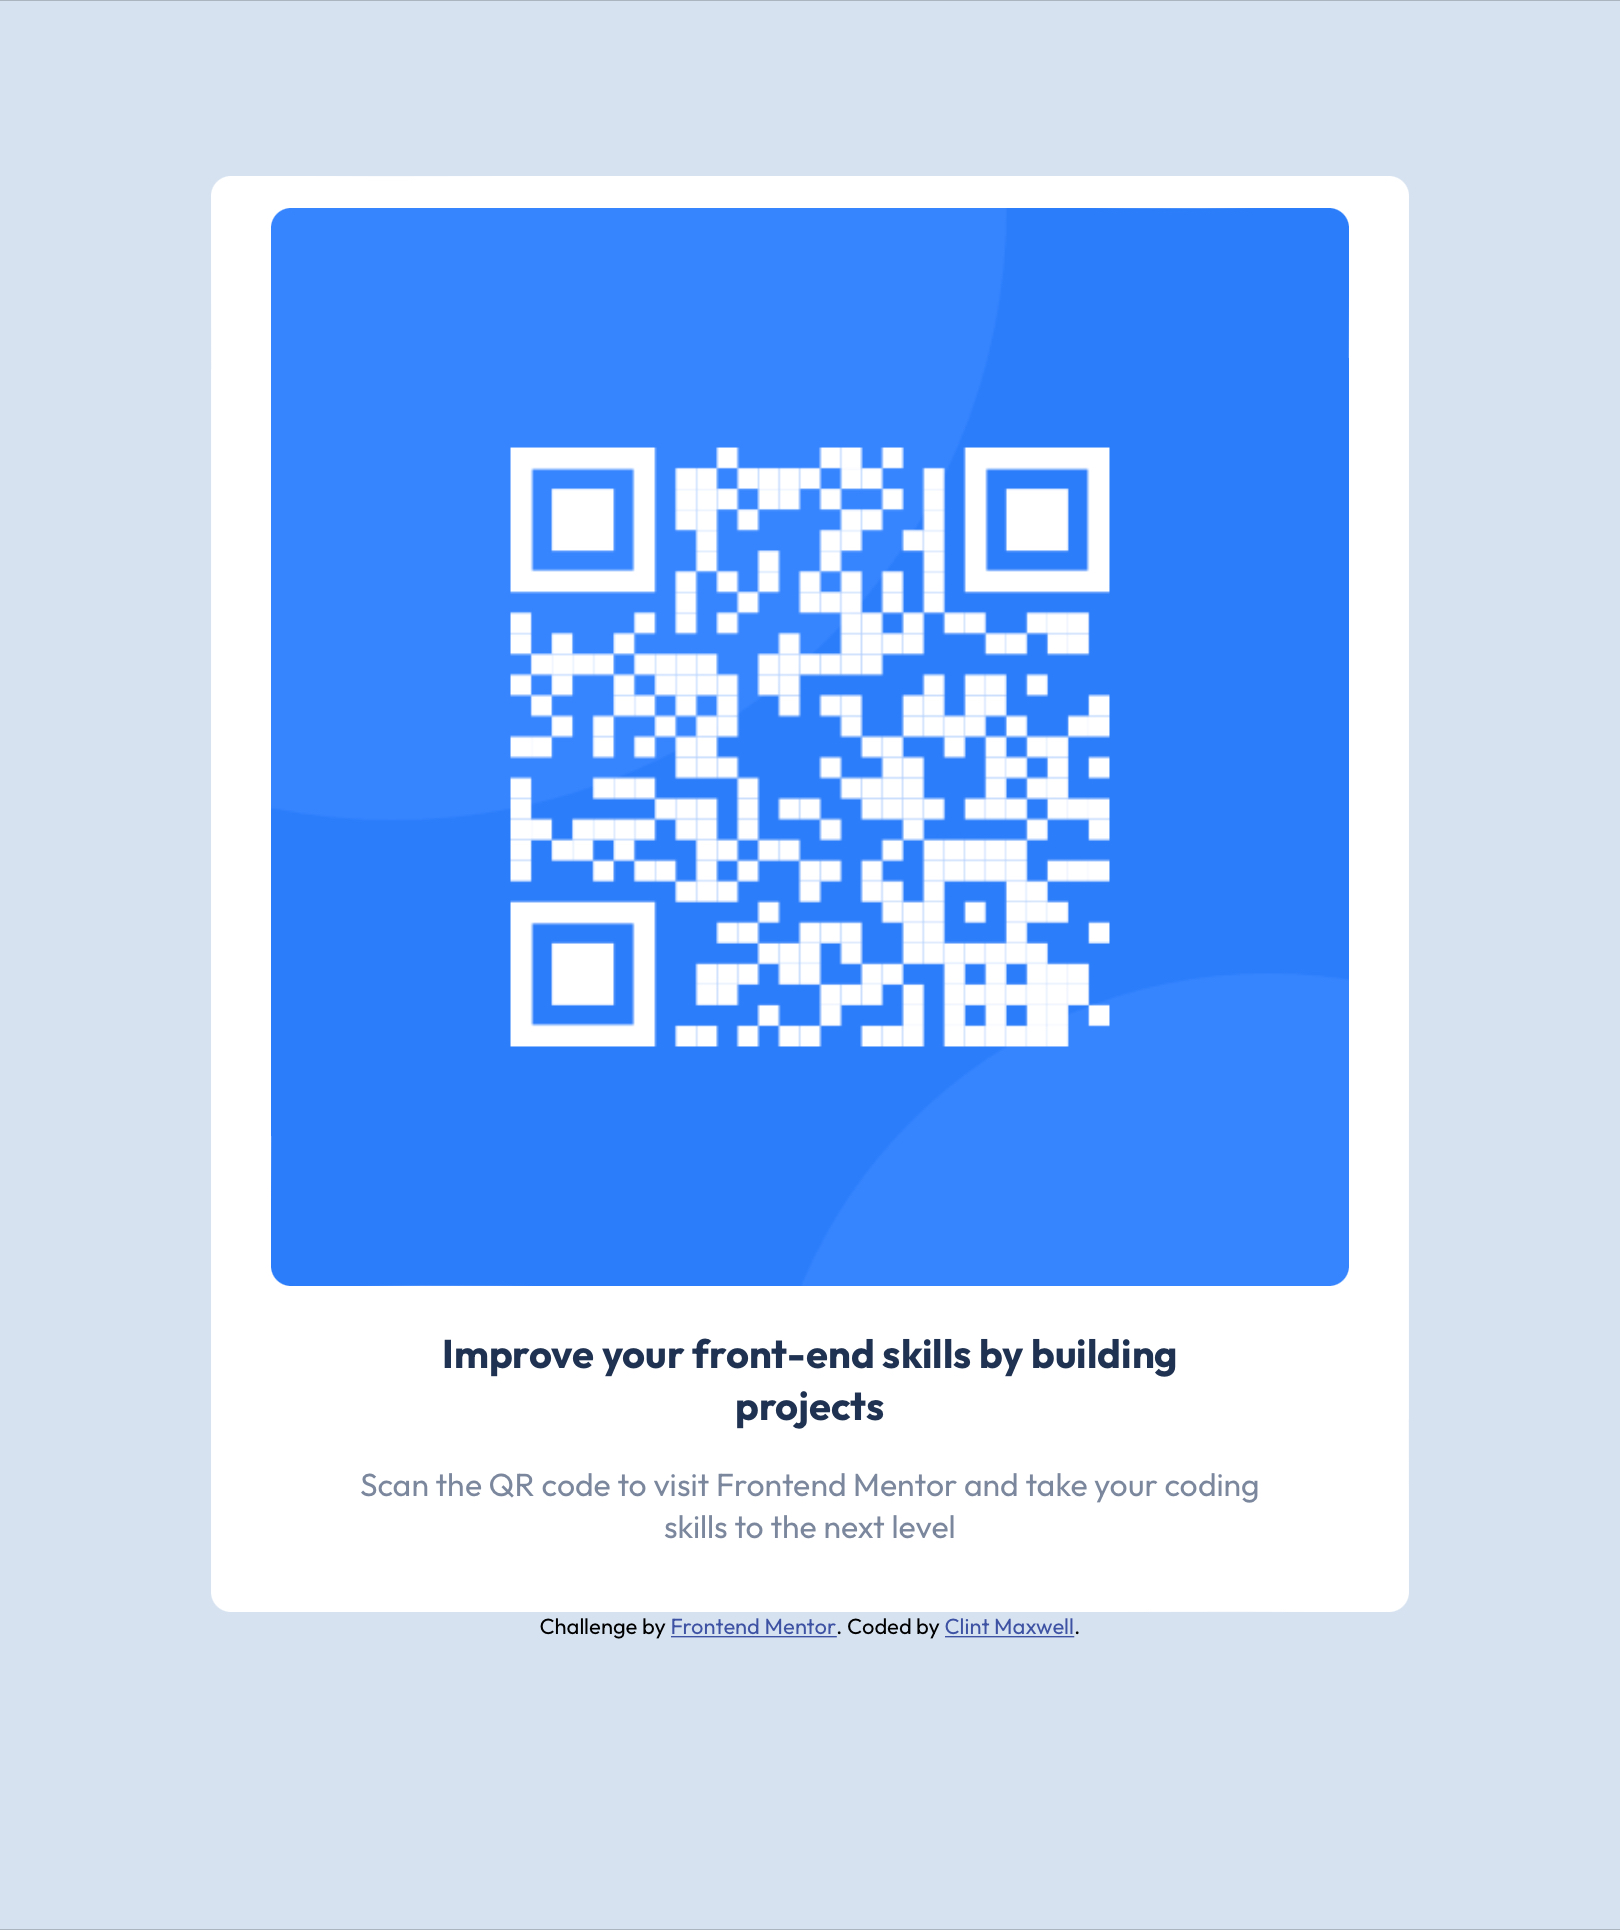 Improve your front-end skills by building
projects
Scan the QR code to visit Frontend Mentor and take your coding
skills to the next level
Challenge by Frontend Mentor. Coded by Clint Maxwell.